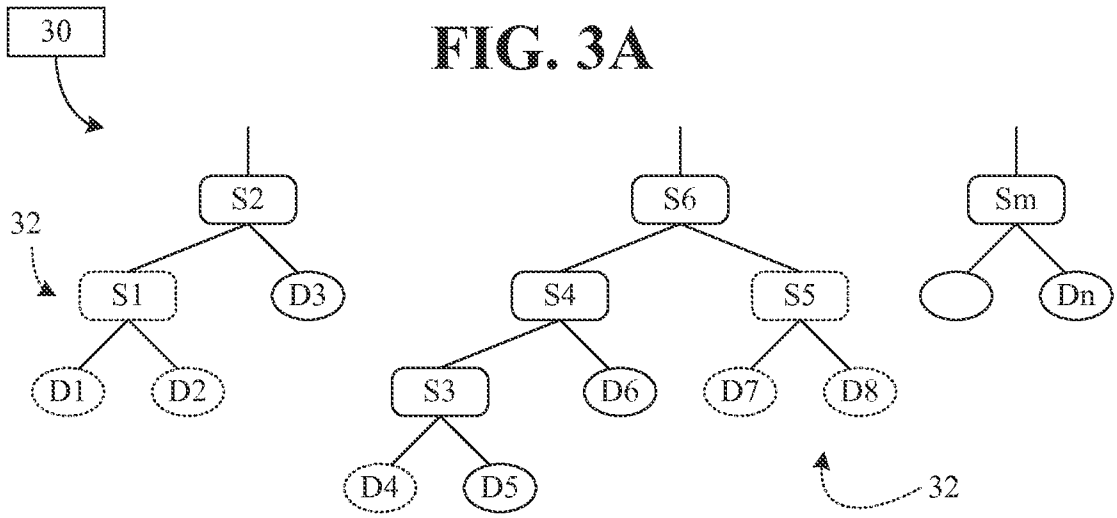 30
FIG. 3A
S2
S6
Sm
32
S1
D3
S4
S5
Dn
D1
D2
S3
D6
D7
D8
D4
D5
32